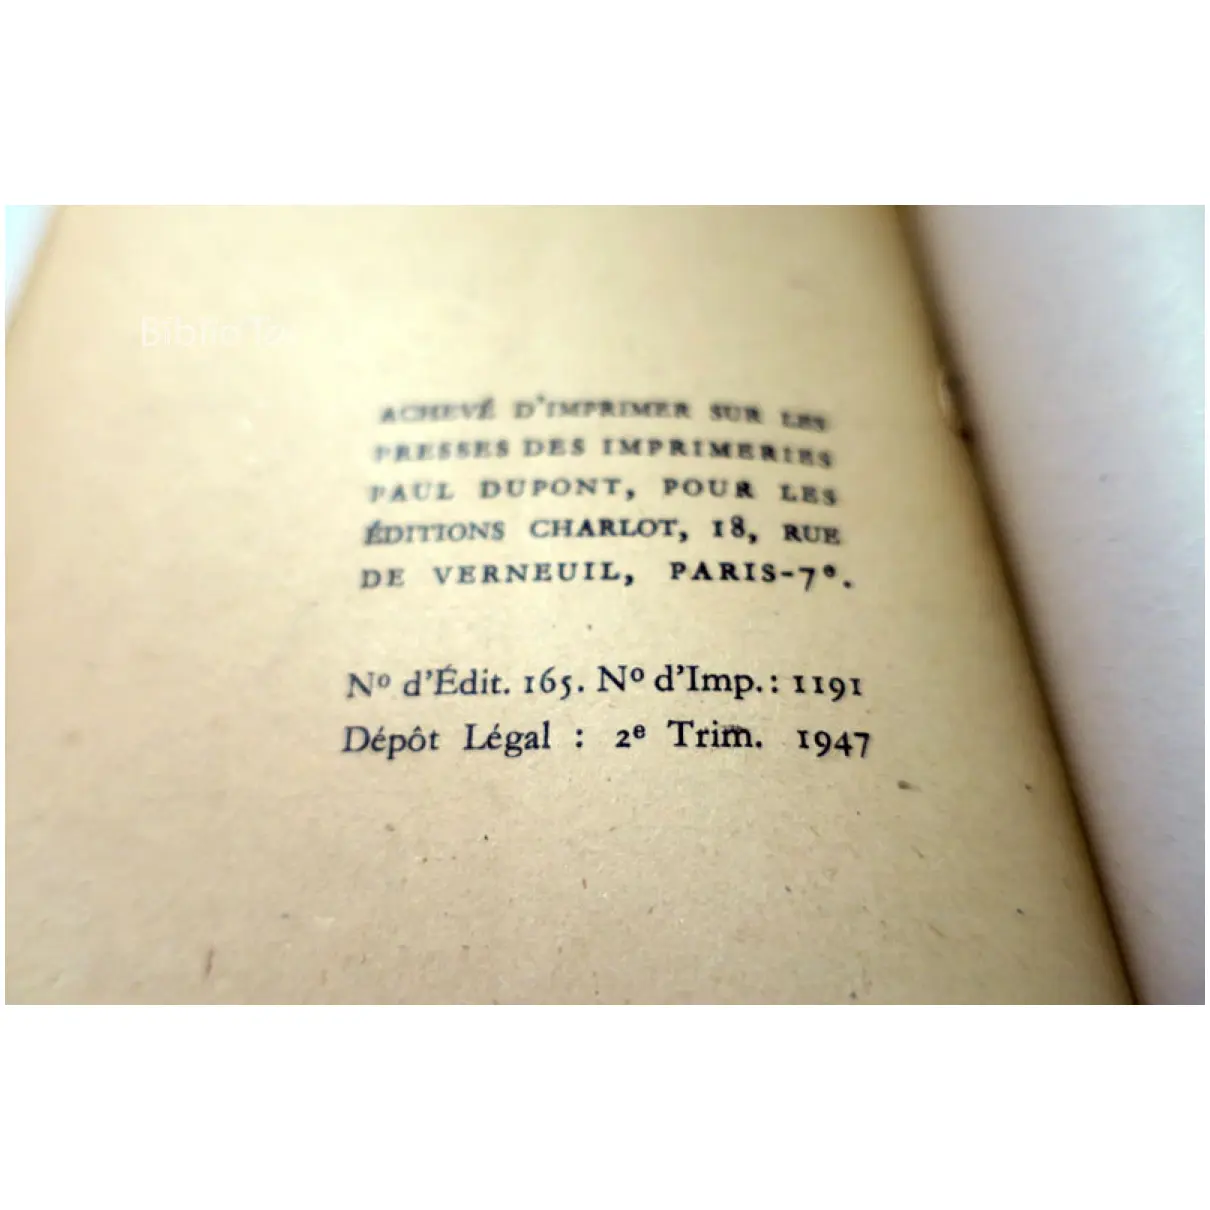 ACHEVÉ D'IMPRIMER SUR LES
PRESSES DES IMPRIMERIES
PAUL DUPONT, POUR LES
ÉDITIONS CHARLOT, 18, RUE
DE VERNEUIL, PARIS-7e.
Nº d'Édit. 165. Nº d'Imp.: 1191
Dépôt Légal : 2e Trim. 1947